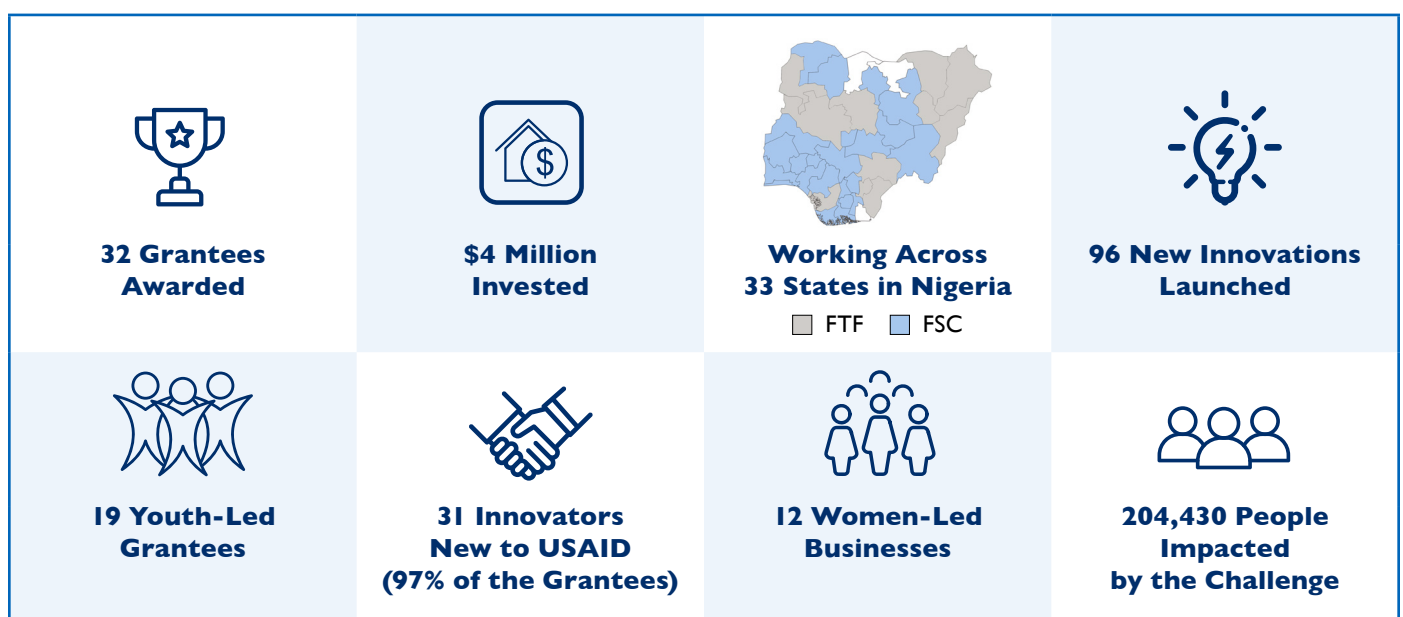 32 Grantees
Awarded
$4 Million
Invested
Working Across
33 States in Nigeria
FTF
FSC
96 New Innovations
Launched
19 Youth-Led
Grantees
31 Innovators
New to USAID
(97% of the Grantees)
12 Women-Led
Businesses
204,430 People
Impacted
by the Challenge